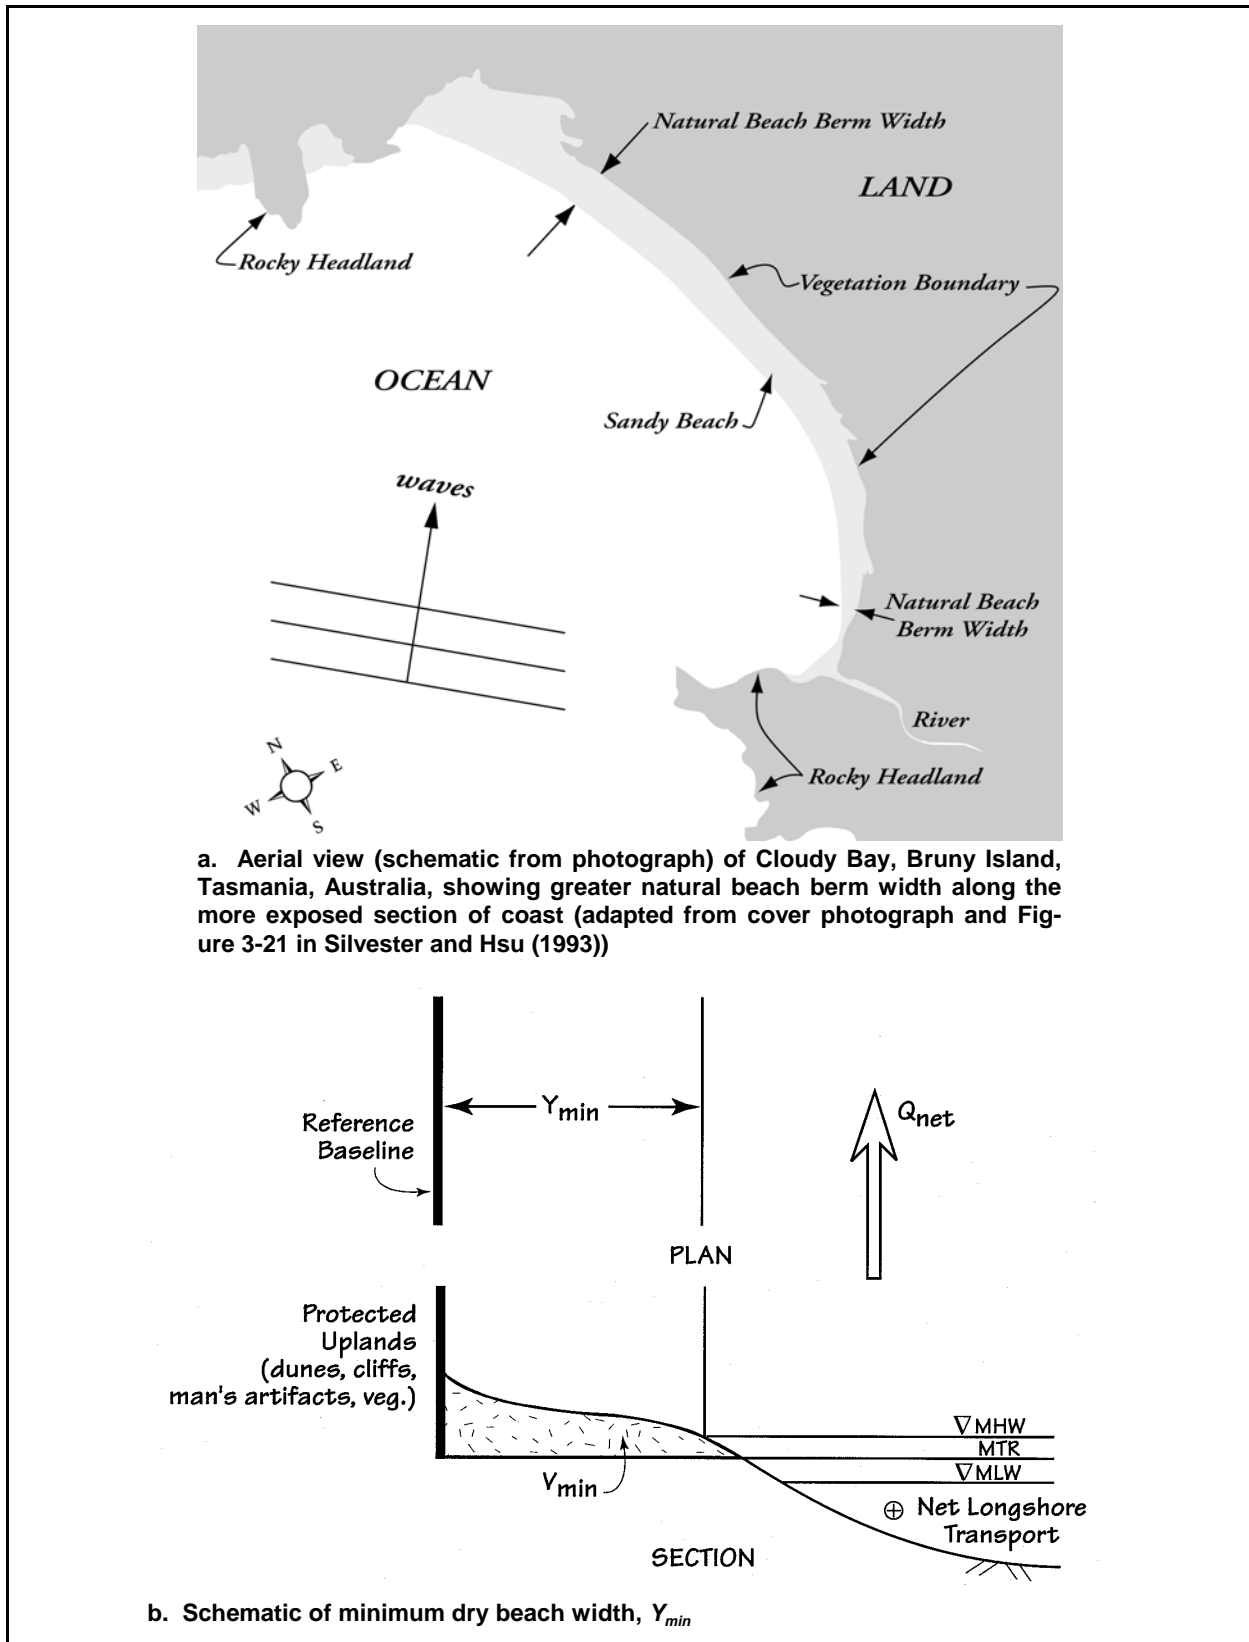 Natural Beach Berm Width
LAND
Rocky Headland
Vegetation Boundary
OCEAN
Sandy Beach
waves
Natural Beach
Berm Width
River
Rocky Headland
N
E
W
S
a. Aerial view (schematic from photograph) of Cloudy Bay, Bruny Island,
Tasmania, Australia, showing greater natural beach berm width along the
more exposed section of coast (adapted from cover photograph and Fig-
ure 3-21 in Silvester and Hsu (1993))
Reference
Baseline
Ymin
Qnet
PLAN
Protected
Uplands
(dunes, cliffs,
man's artifacts, veg.)
Vmin
MHW
MTR
MLW
Net Longshore
Transport
SECTION
b. Schematic of minimum dry beach width, Ymin